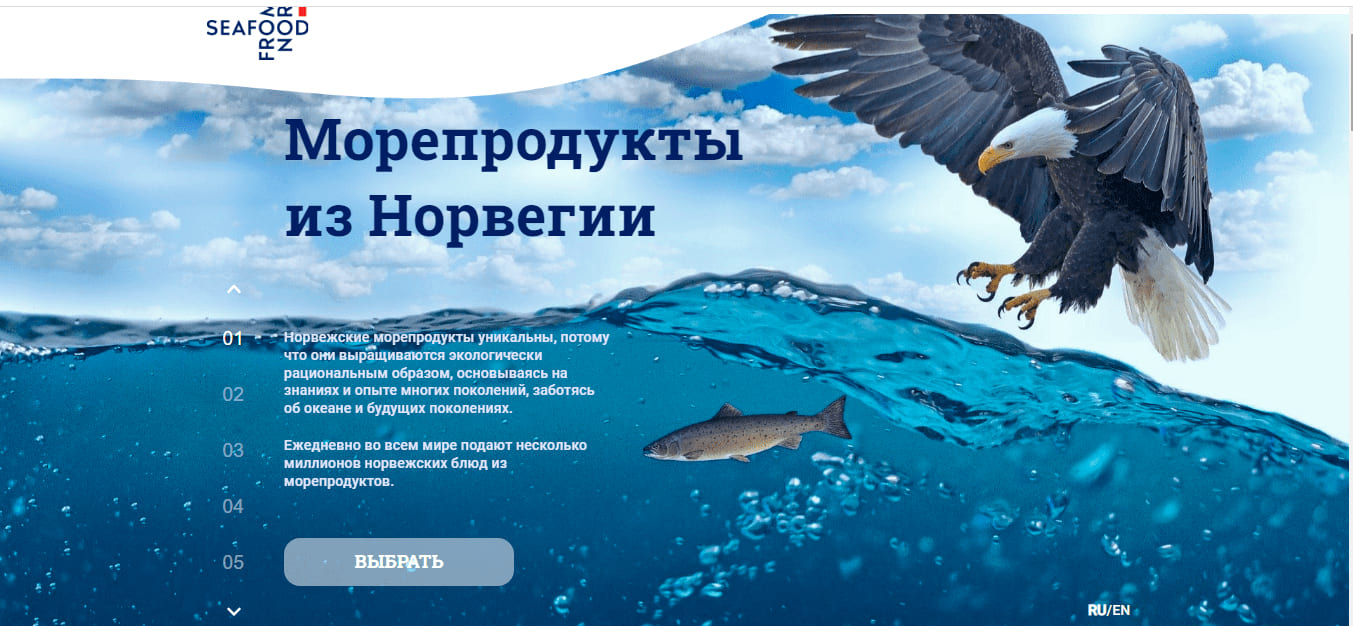 SEAFOOD
FROM
NOR
Морепродукты
из Норвегии
01
Норвежские морепродукты уникальны, потому
что они выращиваются экологически
рациональным образом, основываясь на
знаниях и опыте многих поколений, заботясь
об океане и будущих поколениях.
02
03
Ежедневно во всем мире подают несколько
миллионов норвежских блюд из
морепродуктов.
04
05
ВЫБРАТЬ
RU/EN